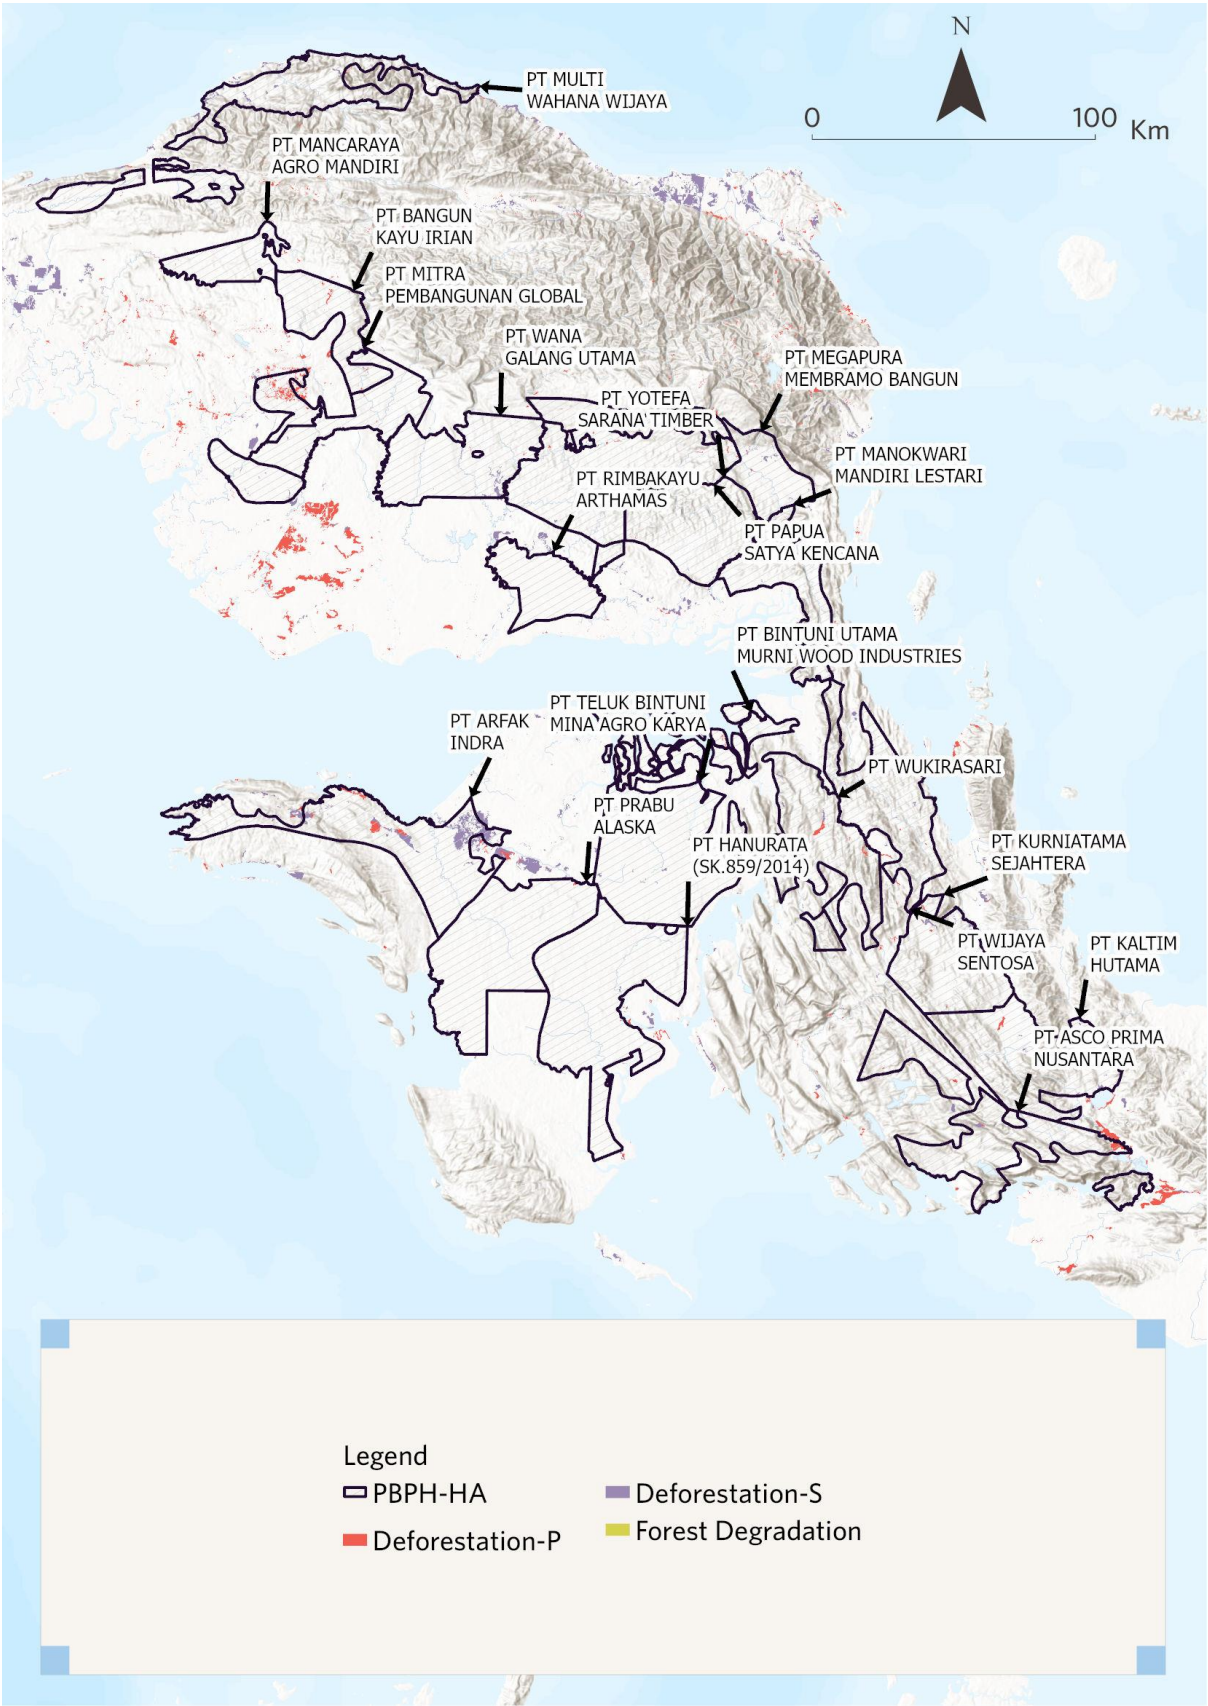 N
0 100 Km
PT MULTI
WAHANA WIJAYA
PT MANCARAYA
AGRO MANDIRI
PT BANGUN
KAYU IRIAN
PT MITRA
PEMBANGUNAN GLOBAL
PT WANA
GALANG UTAMA
PT MEGAPURA
MEMBRAMO BANGUN
PT YOTEFA
SARANA TIMBER
PT MANOKWARI
MANDIRI LESTARI
PT RIMBAKAYU
ARTHAMAS
PT PAPUA
SATYA KENCANA
PT BINTUNI UTAMA
MURNI WOOD INDUSTRIES
PT TELUK BINTUNI
MINA AGRO KARYA
PT ARFAK
INDRA
PT WUKIRASARI
PT PRABU
ALASKA
PT HANURATA
(SK.859/2014)
PT KURNIATAMA
SEJAHTERA
PT WIJAYA
SENTOSA
PT KALTIM
HUTAMA
PT ASCO PRIMA
NUSANTARA
Legend
PBPH-HA
Deforestation-P
Deforestation-S
Forest Degradation